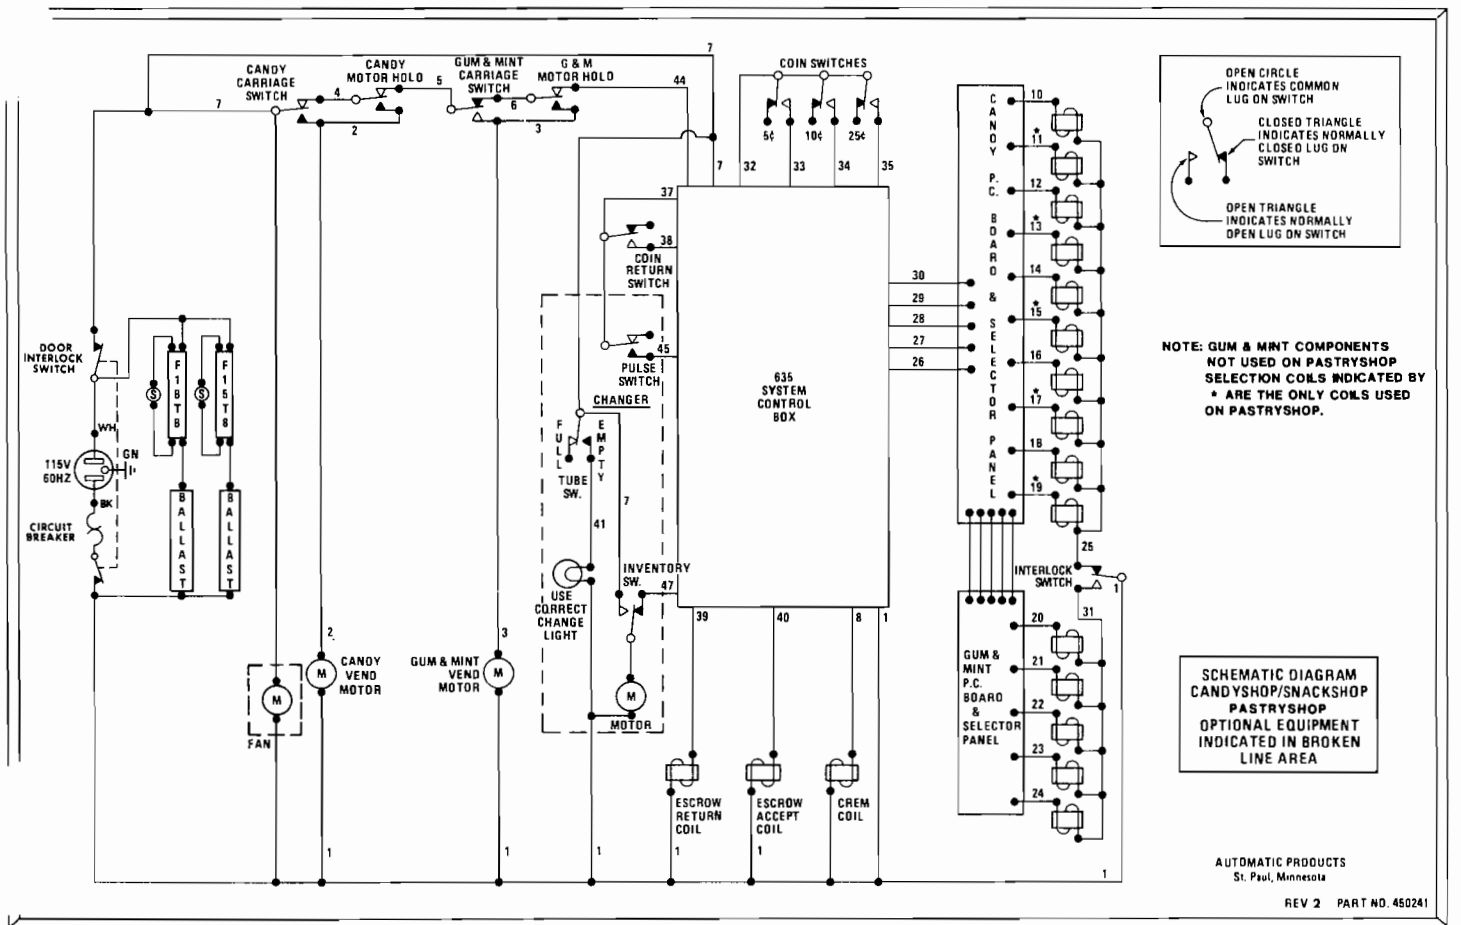 7
CANDY
CARRIAGE
SWITCH
CANDY
MOTOR HOLD
GUM & MINT
CARRIAGE
SWITCH
G & M
MOTOR HOLD
44
7
4
2
5
6
3
COIN SWITCHES
5¢
10¢
25¢
7
32
33
34
35
37
38
COIN
RETURN
SWITCH
45
PULSE
SWITCH
CHANGER
FULL
EMPTY
TUBE
SW.
7
41
INVENTORY
SW.
47
USE
CORRECT
CHANGE
LIGHT
M
MOTOR
635
SYSTEM
CONTROL
BOX
39
40
8
1
30
29
28
27
26
CANDY P.C. BOARD & SELECTOR PANEL
10
* 11
12
* 13
14
* 15
16
* 17
18
* 19
25
INTERLOCK
SWITCH
1
31
GUM &
MINT
P.C.
BOARD
&
SELECTOR
PANEL
20
21
22
23
24
DOOR
INTERLOCK
SWITCH
S
F18T8
S
F15T8
WH
GN
115V
60HZ
BK
CIRCUIT
BREAKER
BALLAST
BALLAST
M
FAN
2
M
CANDY
VEND
MOTOR
GUM & MINT
VEND
MOTOR
3
M
ESCROW
RETURN
COIL
ESCROW
ACCEPT
COIL
CREM
COIL
1
1
1
1
1
1
OPEN CIRCLE
INDICATES COMMON
LUG ON SWITCH
CLOSED TRIANGLE
INDICATES NORMALLY
CLOSED LUG ON
SWITCH
OPEN TRIANGLE
INDICATES NORMALLY
OPEN LUG ON SWITCH
NOTE: GUM & MINT COMPONENTS
NOT USED ON PASTRYSHOP
SELECTION COILS INDICATED BY
* ARE THE ONLY COILS USED
ON PASTRYSHOP.
SCHEMATIC DIAGRAM
CANDYSHOP/SNACKSHOP
PASTRYSHOP
OPTIONAL EQUIPMENT
INDICATED IN BROKEN
LINE AREA
AUTOMATIC PRODUCTS
St. Paul, Minnesota
REV 2 PART NO. 450241